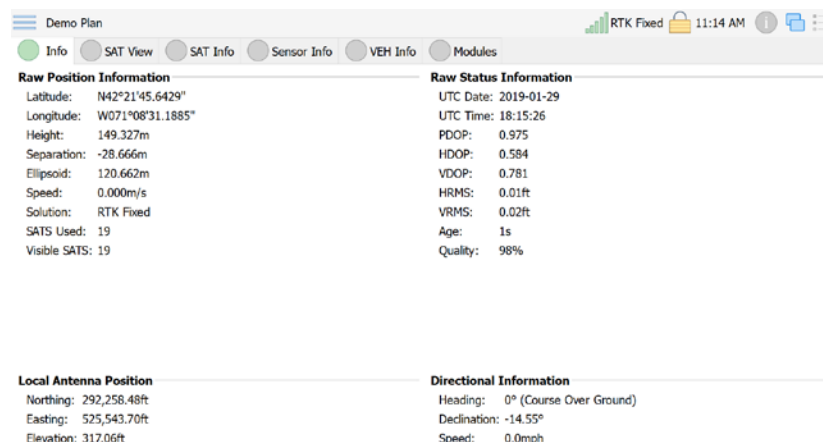 Demo Plan RTK Fixed 11:14 AM
Info SAT View SAT Info Sensor Info VEH Info Modules
Raw Position Information
Latitude: N42°21'45.6429"
Longitude: W071°08'31.1885"
Height: 149.327m
Separation: -28.666m
Ellipsoid: 120.662m
Speed: 0.000m/s
Solution: RTK Fixed
SATS Used: 19
Visible SATS: 19
Raw Status Information
UTC Date: 2019-01-29
UTC Time: 18:15:26
PDOP: 0.975
HDOP: 0.584
VDOP: 0.781
HRMS: 0.01ft
VRMS: 0.02ft
Age: 1s
Quality: 98%
Local Antenna Position
Northing: 292,258.48ft
Easting: 525,543.70ft
Elevation: 317.06ft
Directional Information
Heading: 0° (Course Over Ground)
Declination: -14.55°
Speed: 0.0mph